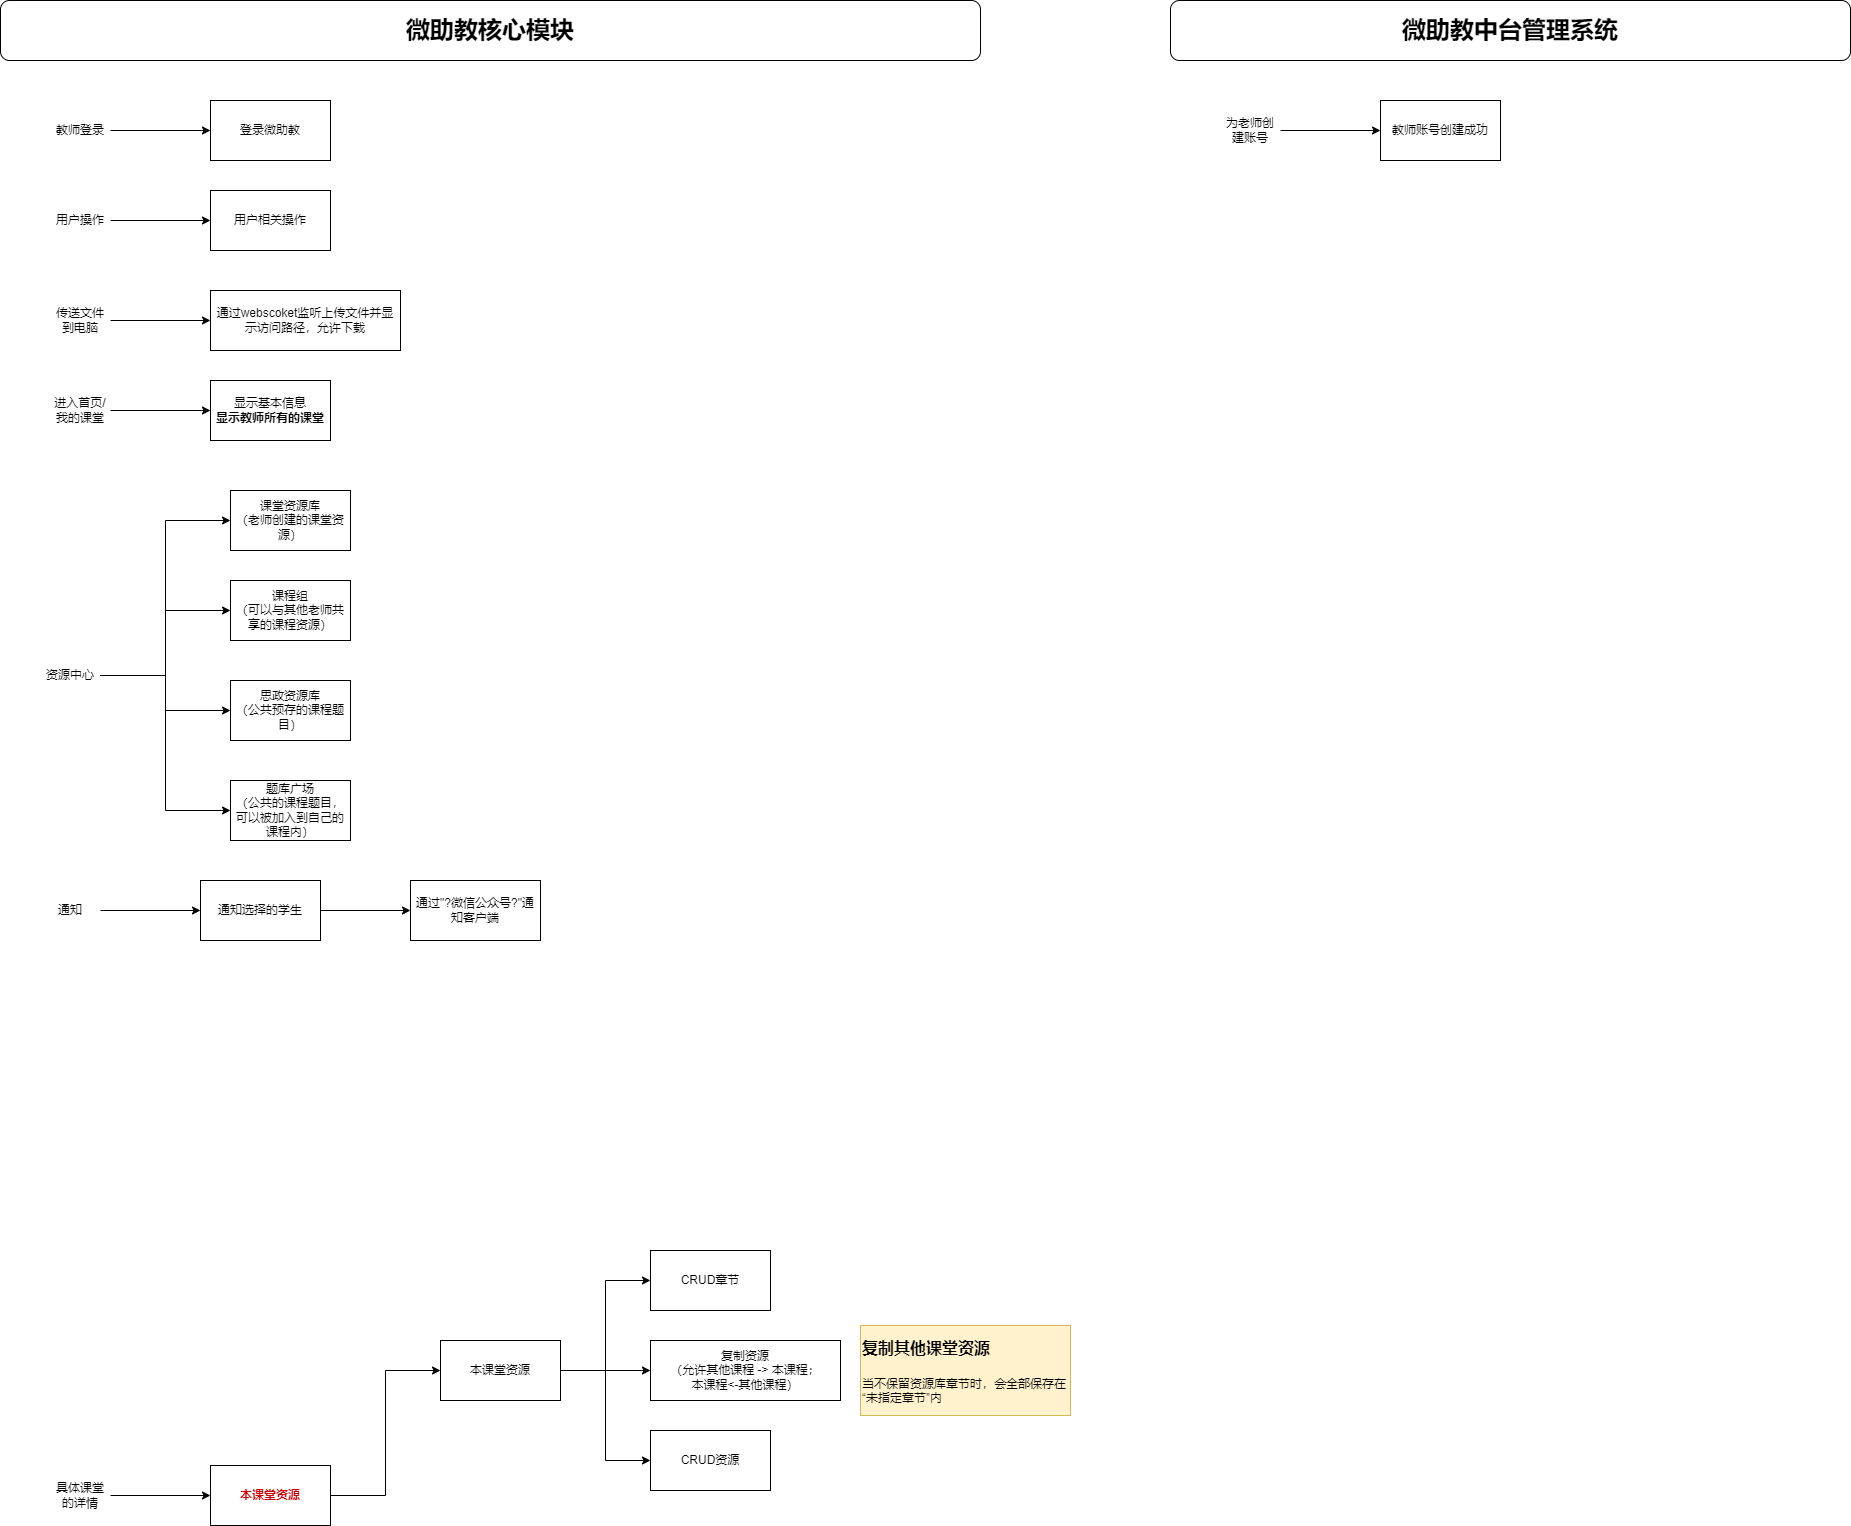 微助教核心模块
微助教中台管理系统
教师登录
登录微助教
为老师创
建账号
教师账号创建成功
用户操作
用户相关操作
传送文件
到电脑
通过webscoket监听上传文件并显
示访问路径，允许下载
进入首页/
我的课堂
显示基本信息
显示教师所有的课堂
课堂资源库
（老师创建的课堂资
源）
课程组
（可以与其他老师共
享的课程资源）
资源中心
思政资源库
（公共预存的课程题
目）
题库广场
（公共的课程题目，
可以被加入到自己的
课程内）
通知
通知选择的学生
通过"?微信公众号?"通
知客户端
CRUD章节
本课堂资源
复制资源
（允许其他课程 -> 本课程；
本课程<-其他课程）
复制其他课堂资源
当不保留资源库章节时，会全部保存在
“未指定章节”内
CRUD资源
具体课堂
的详情
本课堂资源